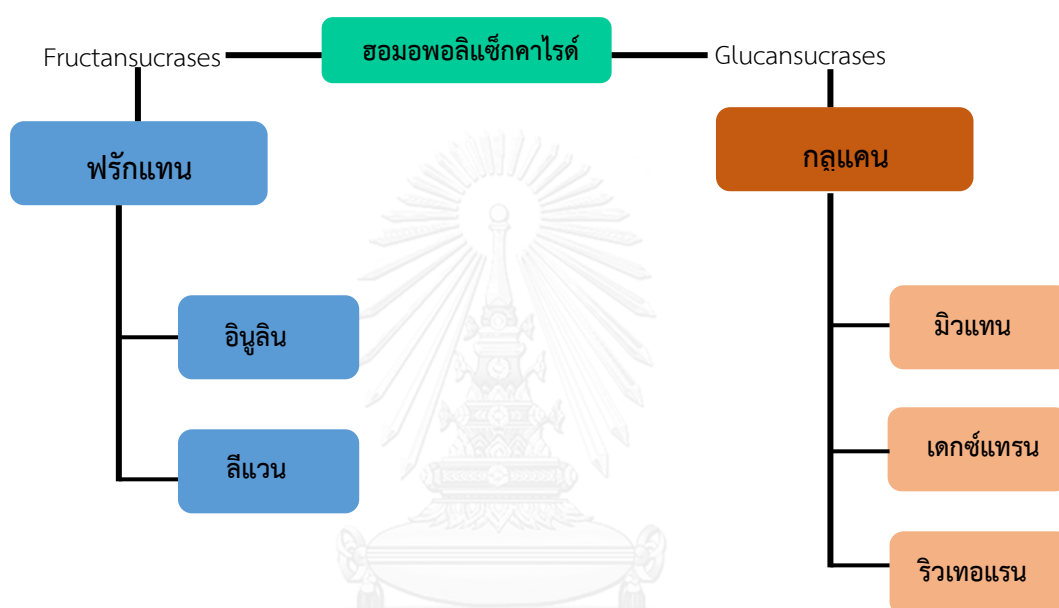 ฮอมอพอลิแซ็กคาไรด์
Fructansucrases
Glucansucrases
ฟรักแทน
กลูแคน
อินูลิน
ลีแวน
มิวแทน
เดกซ์แทรน
ริวเทอแรน